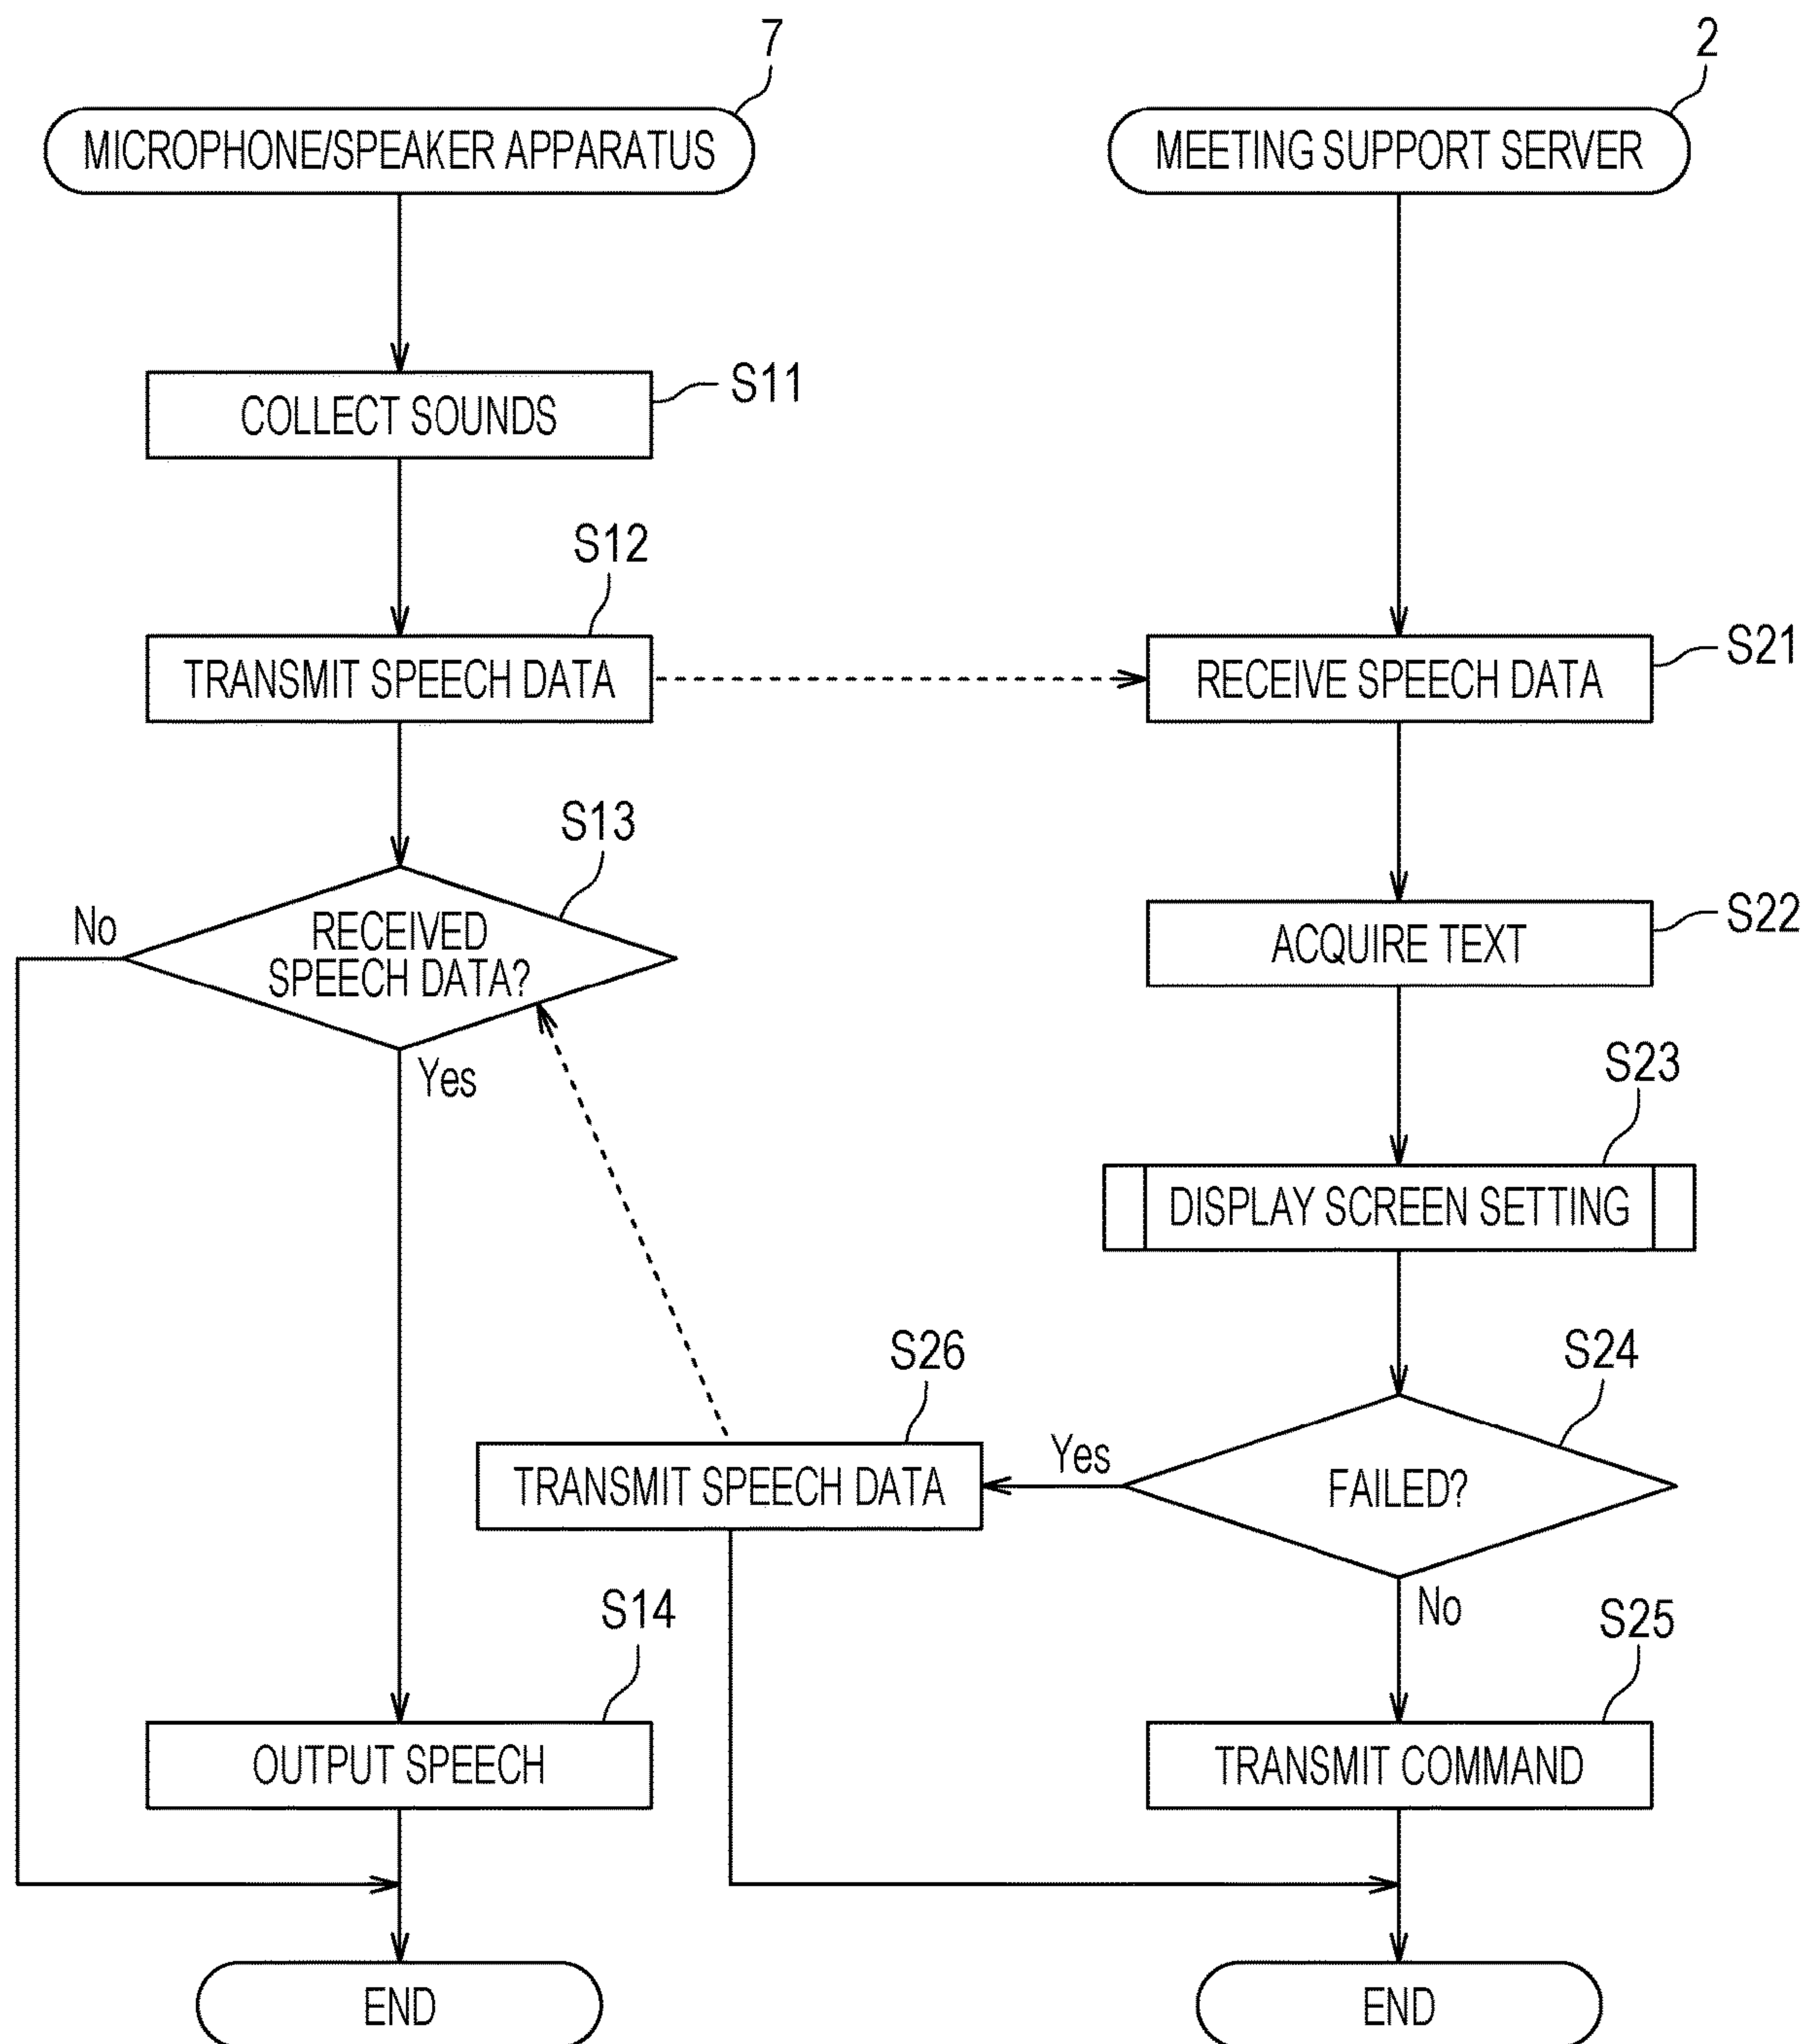 7
2
MICROPHONE/SPEAKER APPARATUS
MEETING SUPPORT SERVER
COLLECT SOUNDS
S11
S12
TRANSMIT SPEECH DATA
RECEIVE SPEECH DATA
S21
S13
No
RECEIVED
SPEECH DATA?
Yes
ACQUIRE TEXT
S22
S23
DISPLAY SCREEN SETTING
S24
S26
Yes
TRANSMIT SPEECH DATA
FAILED?
No
S14
S25
OUTPUT SPEECH
TRANSMIT COMMAND
END
END